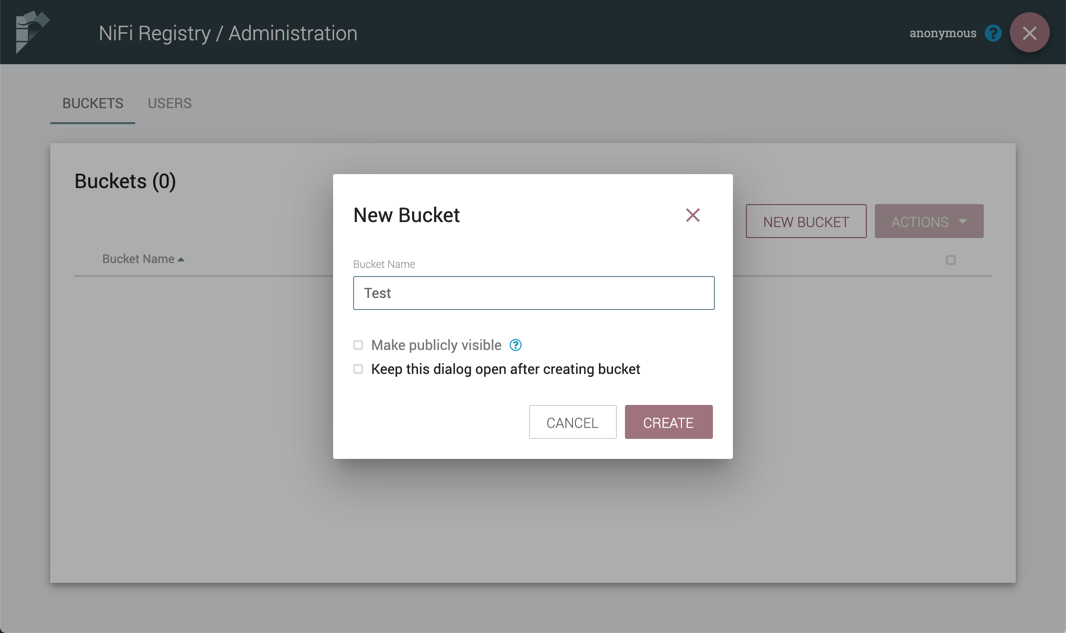 NiFi Registry / Administration
anonymous
BUCKETS
USERS
Buckets (0)
NEW BUCKET
ACTIONS
Bucket Name
New Bucket
Bucket Name
Test
Make publicly visible
Keep this dialog open after creating bucket
CANCEL
CREATE